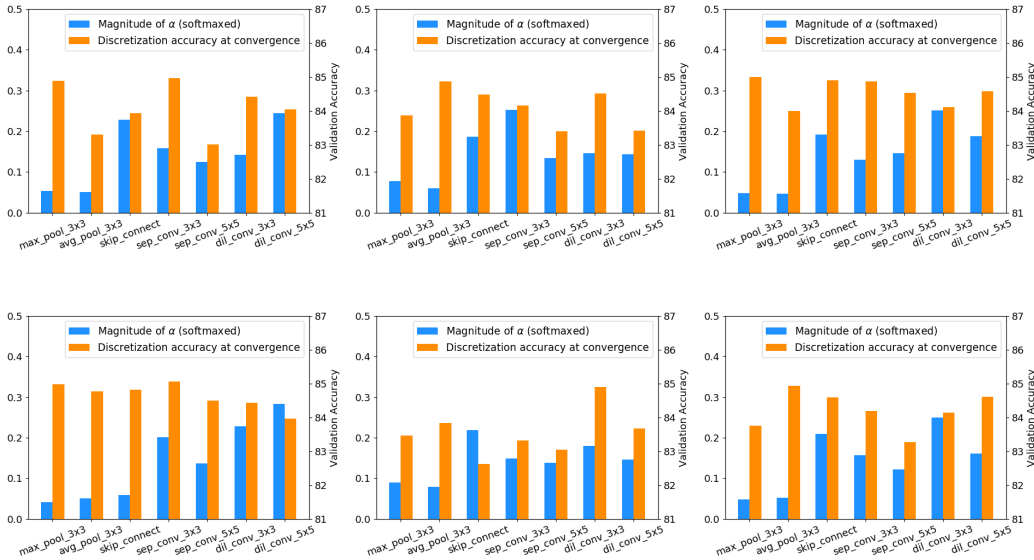 0.5
0.4
0.3
0.2
0.1
0.0
Magnitude of α (softmaxed)
Discretization accuracy at convergence
87
86
85
84
83
82
81
Validation Accuracy
max_pool_3x3
avg_pool_3x3
skip_connect
sep_conv_3x3
sep_conv_5x5
dil_conv_3x3
dil_conv_5x5
0.5
0.4
0.3
0.2
0.1
0.0
Magnitude of α (softmaxed)
Discretization accuracy at convergence
87
86
85
84
83
82
81
Validation Accuracy
max_pool_3x3
avg_pool_3x3
skip_connect
sep_conv_3x3
sep_conv_5x5
dil_conv_3x3
dil_conv_5x5
0.5
0.4
0.3
0.2
0.1
0.0
Magnitude of α (softmaxed)
Discretization accuracy at convergence
87
86
85
84
83
82
81
Validation Accuracy
max_pool_3x3
avg_pool_3x3
skip_connect
sep_conv_3x3
sep_conv_5x5
dil_conv_3x3
dil_conv_5x5
0.5
0.4
0.3
0.2
0.1
0.0
Magnitude of α (softmaxed)
Discretization accuracy at convergence
87
86
85
84
83
82
81
Validation Accuracy
max_pool_3x3
avg_pool_3x3
skip_connect
sep_conv_3x3
sep_conv_5x5
dil_conv_3x3
dil_conv_5x5
0.5
0.4
0.3
0.2
0.1
0.0
Magnitude of α (softmaxed)
Discretization accuracy at convergence
87
86
85
84
83
82
81
Validation Accuracy
max_pool_3x3
avg_pool_3x3
skip_connect
sep_conv_3x3
sep_conv_5x5
dil_conv_3x3
dil_conv_5x5
0.5
0.4
0.3
0.2
0.1
0.0
Magnitude of α (softmaxed)
Discretization accuracy at convergence
87
86
85
84
83
82
81
Validation Accuracy
max_pool_3x3
avg_pool_3x3
skip_connect
sep_conv_3x3
sep_conv_5x5
dil_conv_3x3
dil_conv_5x5